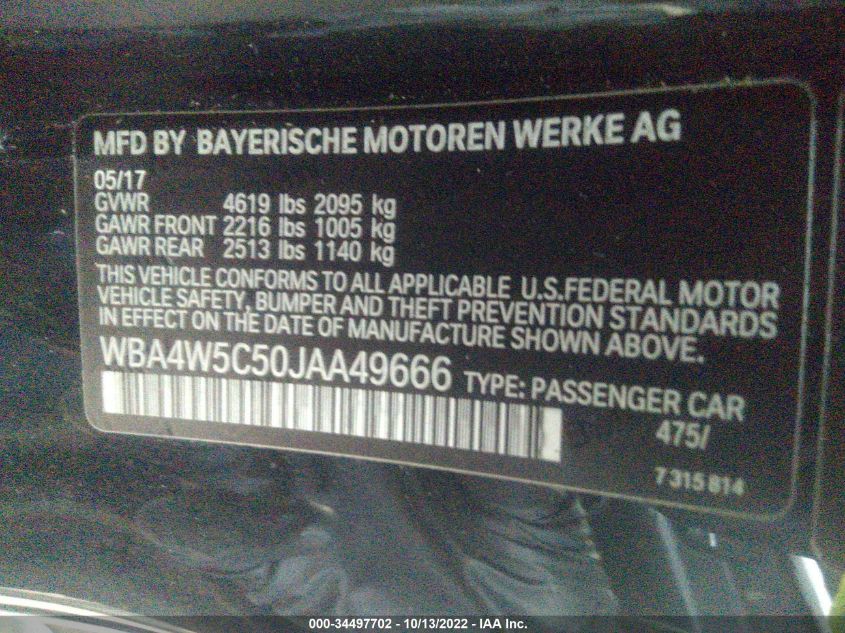 MFD BY BAYERISCHE MOTOREN WERKE AG
05/17
GVWR 4619 lbs 2095 kg
GAWR FRONT 2216 lbs 1005 kg
GAWR REAR 2513 lbs 1140 kg
THIS VEHICLE CONFORMS TO ALL APPLICABLE U.S.FEDERAL MOTOR
VEHICLE SAFETY, BUMPER AND THEFT PREVENTION STANDARDS
IN EFFECT ON THE DATE OF MANUFACTURE SHOWN ABOVE.
WBA4W5C50JAA49666 TYPE: PASSENGER CAR
475/
7 315 814
000-34497702 - 10/13/2022 - IAA Inc.